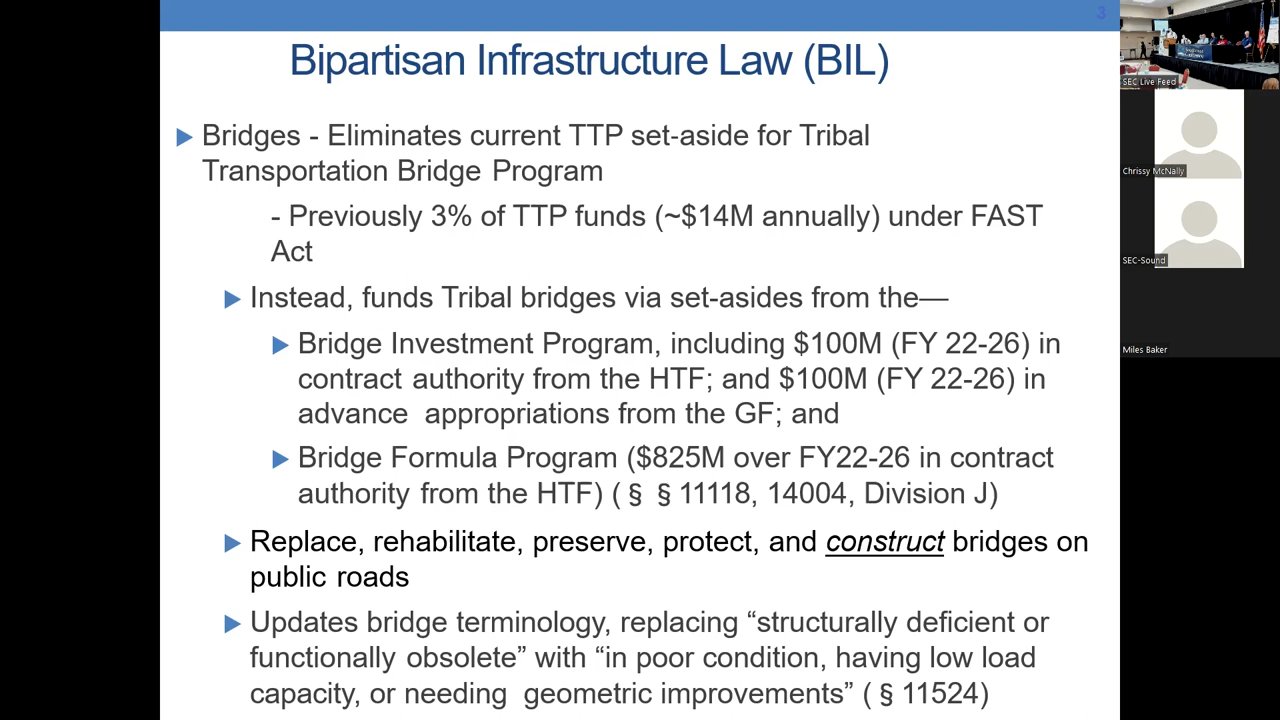 3
Bipartisan Infrastructure Law (BIL)
Bridges - Eliminates current TTP set-aside for Tribal
Transportation Bridge Program
- Previously 3% of TTP funds (~$14M annually) under FAST
Act
Instead, funds Tribal bridges via set-asides from the—
Bridge Investment Program, including $100M (FY 22-26) in
contract authority from the HTF; and $100M (FY 22-26) in
advance appropriations from the GF; and
Bridge Formula Program ($825M over FY22-26 in contract
authority from the HTF) ( § § 11118, 14004, Division J)
Replace, rehabilitate, preserve, protect, and construct bridges on
public roads
Updates bridge terminology, replacing “structurally deficient or
functionally obsolete” with “in poor condition, having low load
capacity, or needing geometric improvements” ( § 11524)
SEC Live Feed
Chrissy McNally
SEC-Sound
Miles Baker